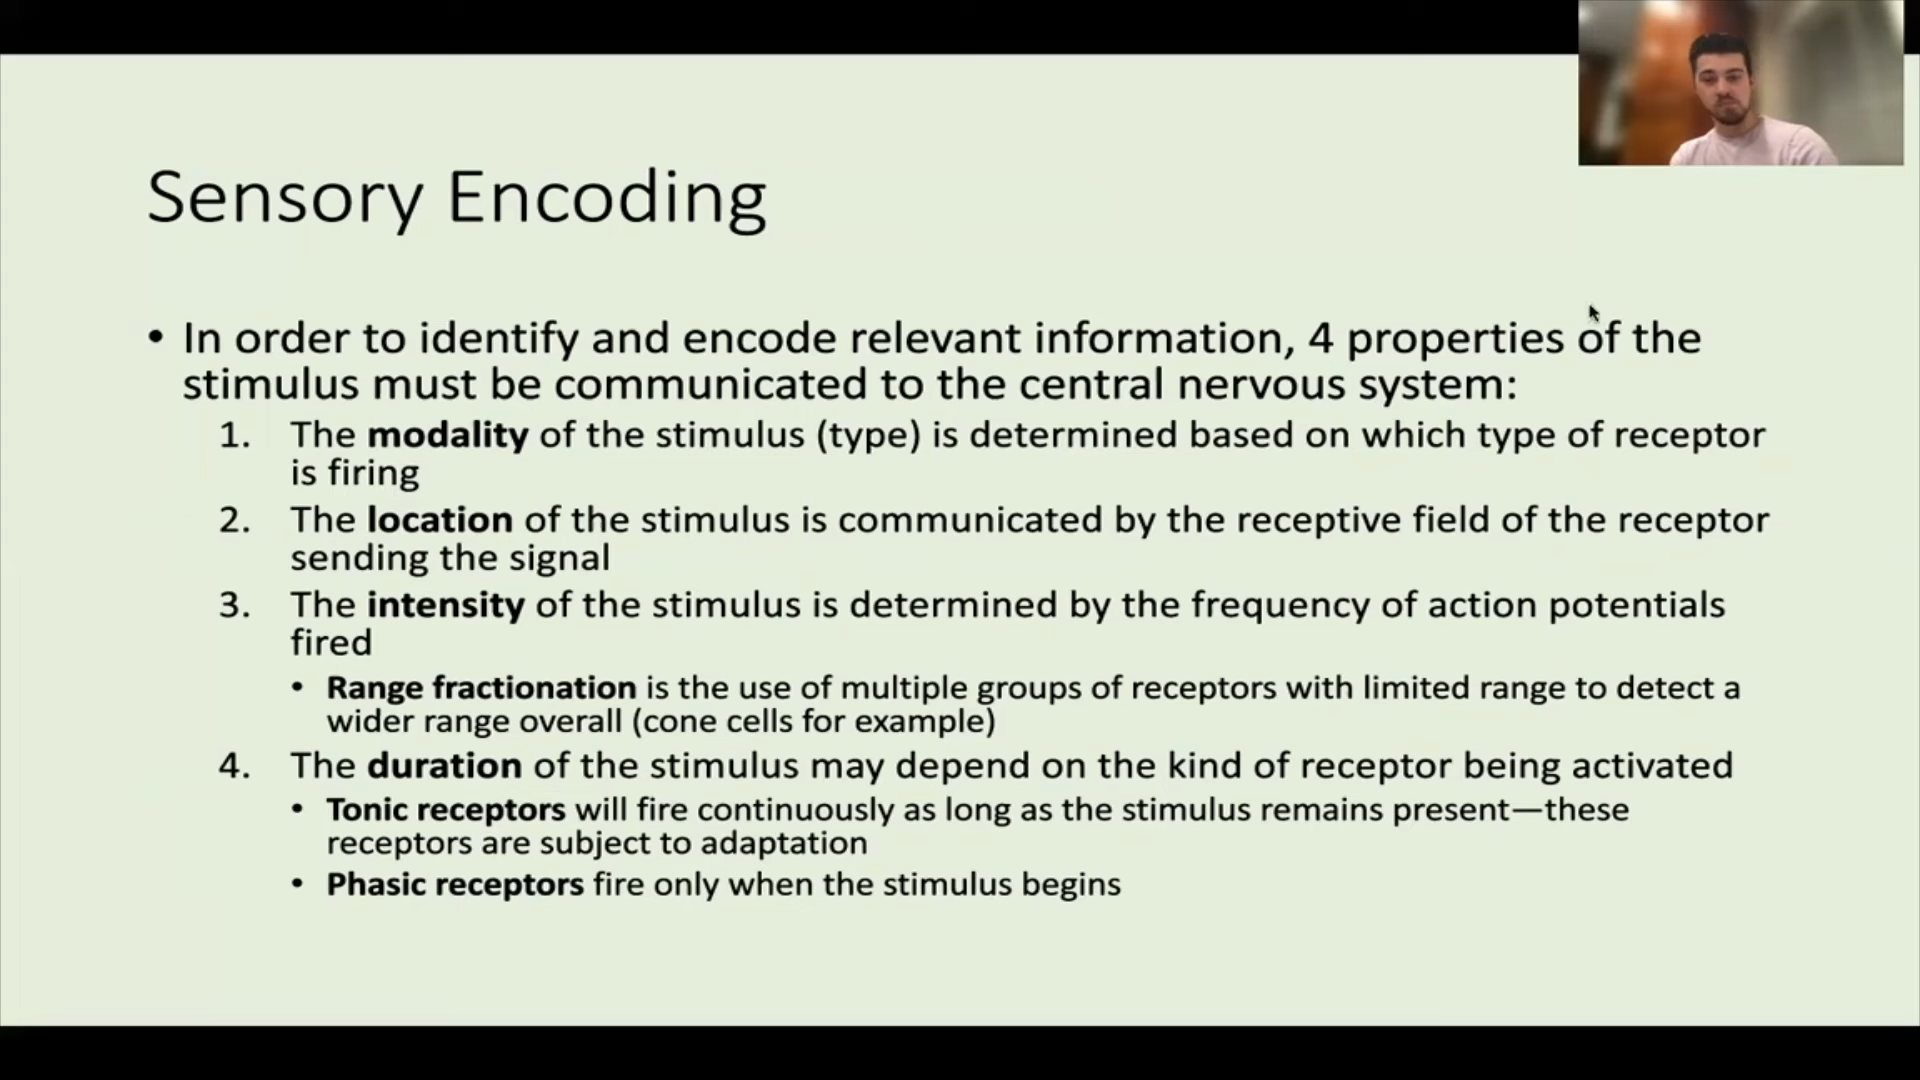 Sensory Encoding
• In order to identify and encode relevant information, 4 properties of the
stimulus must be communicated to the central nervous system:
1. The modality of the stimulus (type) is determined based on which type of receptor
is firing
2. The location of the stimulus is communicated by the receptive field of the receptor
sending the signal
3. The intensity of the stimulus is determined by the frequency of action potentials
fired
• Range fractionation is the use of multiple groups of receptors with limited range to detect a
wider range overall (cone cells for example)
4. The duration of the stimulus may depend on the kind of receptor being activated
• Tonic receptors will fire continuously as long as the stimulus remains present—these
receptors are subject to adaptation
• Phasic receptors fire only when the stimulus begins